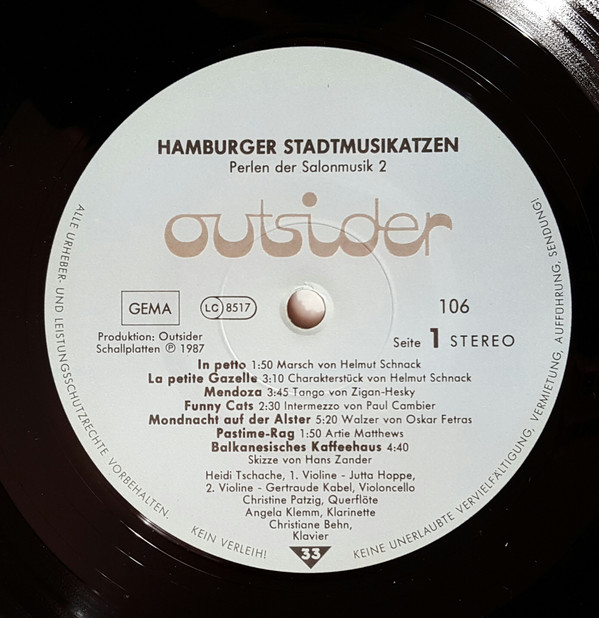 HAMBURGER STADTMUSIKATZEN
Perlen der Salonmusik 2
outsider
GEMA
LC 8517
106
Produktion: Outsider
Schallplatten Ⓟ 1987
Seite 1 STEREO
In petto 1:50 Marsch von Helmut Schnack
La petite Gazelle 3:10 Charakterstück von Helmut Schnack
Mendoza 3:45 Tango von Zigan-Hesky
Funny Cats 2:30 Intermezzo von Paul Cambier
Mondnacht auf der Alster 5:20 Walzer von Oskar Fetras
Pastime-Rag 1:50 Artie Matthews
Balkanesisches Kaffeehaus 4:40
Skizze von Hans Zander
Heidi Tschache, 1. Violine - Jutta Hoppe,
2. Violine - Gertraude Kabel, Violoncello
Christine Patzig, Querflöte
Angela Klemm, Klarinette
Christiane Behn,
Klavier
33
ALLE URHEBER- UND LEISTUNGSSCHUTZRECHTE VORBEHALTEN.
KEIN VERLEIH!
KEINE UNERLAUBTE VERVIELFÄLTIGUNG, VERMIETUNG, AUFFÜHRUNG, SENDUNG!